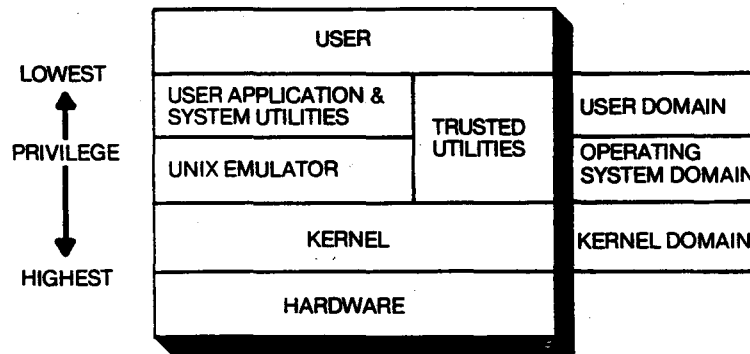 USER
LOWEST
PRIVILEGE
HIGHEST
USER APPLICATION &
SYSTEM UTILITIES
TRUSTED
UTILITIES
UNIX EMULATOR
KERNEL
HARDWARE
USER DOMAIN
OPERATING
SYSTEM DOMAIN
KERNEL DOMAIN